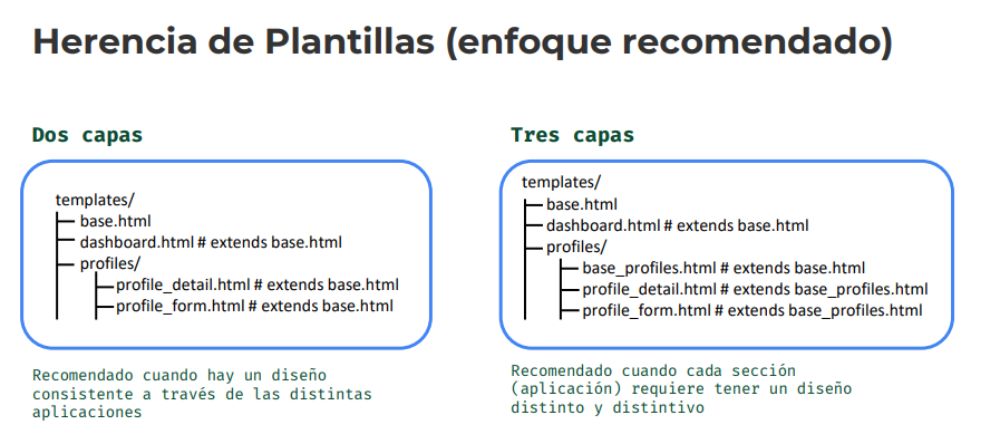 Herencia de Plantillas (enfoque recomendado)
Dos capas
templates/
base.html
dashboard.html # extends base.html
profiles/
profile_detail.html # extends base.html
profile_form.html # extends base.html
Recomendado cuando hay un diseño
consistente a través de las distintas
aplicaciones
Tres capas
templates/
base.html
dashboard.html # extends base.html
profiles/
base_profiles.html # extends base.html
profile_detail.html # extends base_profiles.html
profile_form.html # extends base_profiles.html
Recomendado cuando cada sección
(aplicación) requiere tener un diseño
distinto y distintivo